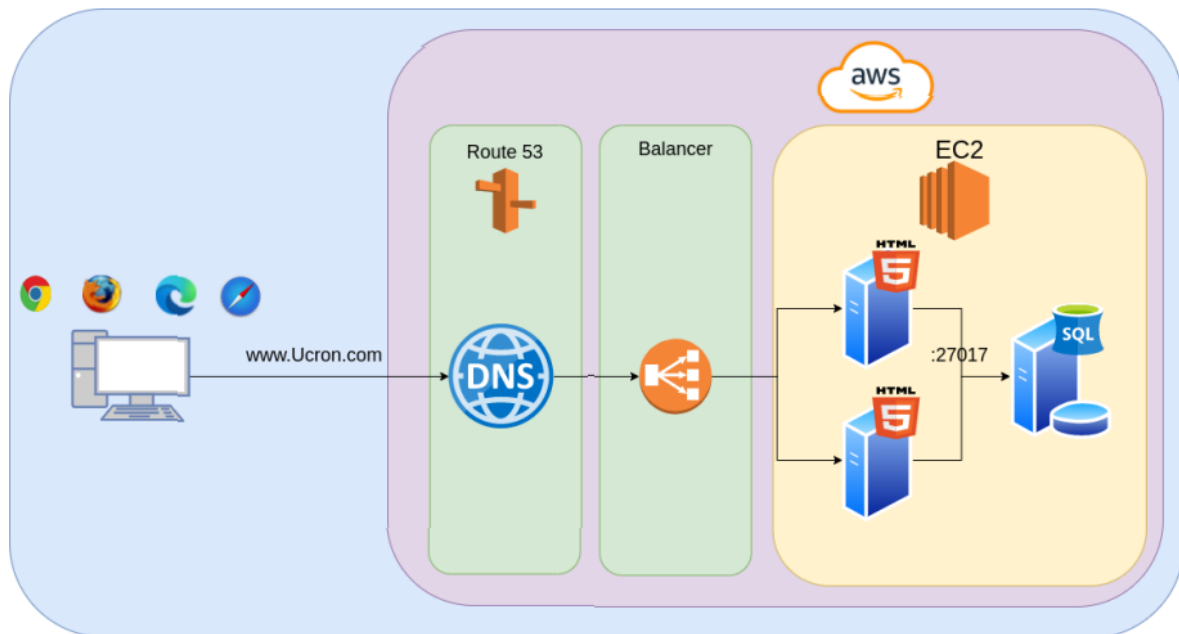 aws
Route 53
Balancer
EC2
www.Ucron.com
DNS
HTML
5
:27017
SQL
HTML
5